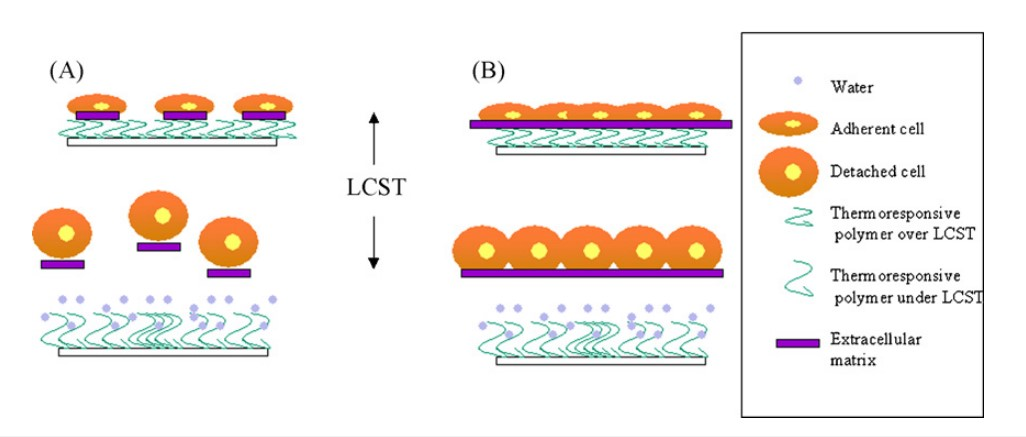 (A)
(B)
LCST
Water
Adherent cell
Detached cell
Thermoresponsive
polymer over LCST
Thermoresponsive
polymer under LCST
Extracellular
matrix